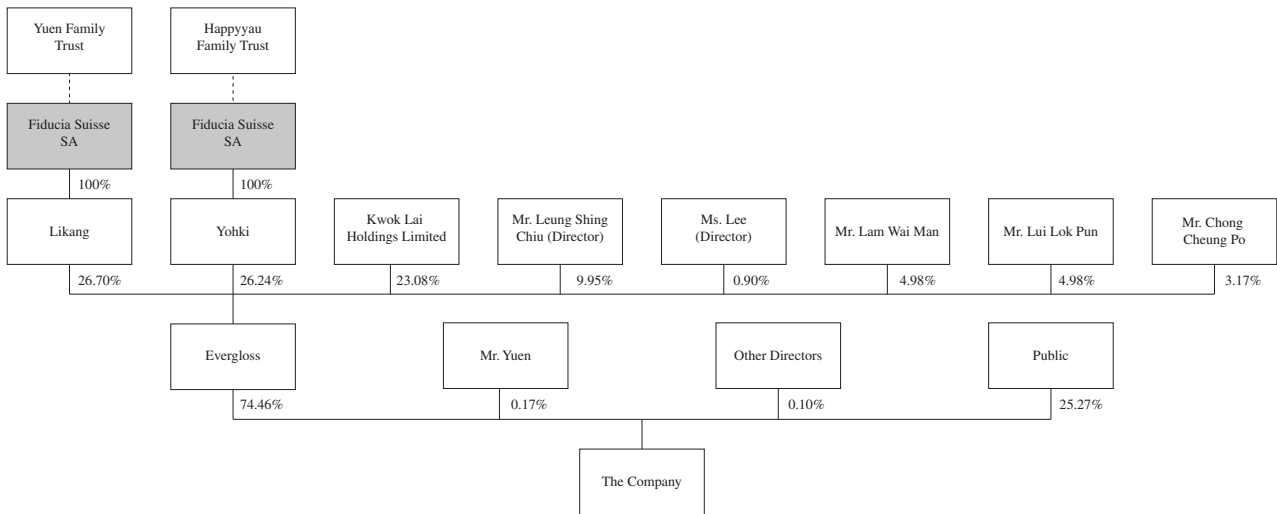 Yuen Family
Trust
Happyyau
Family Trust
Fiducia Suisse
SA
Fiducia Suisse
SA
100%
100%
Likang
Yohki
Kwok Lai
Holdings Limited
Mr. Leung Shing
Chiu (Director)
Ms. Lee
(Director)
Mr. Lam Wai Man
Mr. Lui Lok Pun
Mr. Chong
Cheung Po
26.70%
26.24%
23.08%
9.95%
0.90%
4.98%
4.98%
3.17%
Evergloss
Mr. Yuen
Other Directors
Public
74.46%
0.17%
0.10%
25.27%
The Company